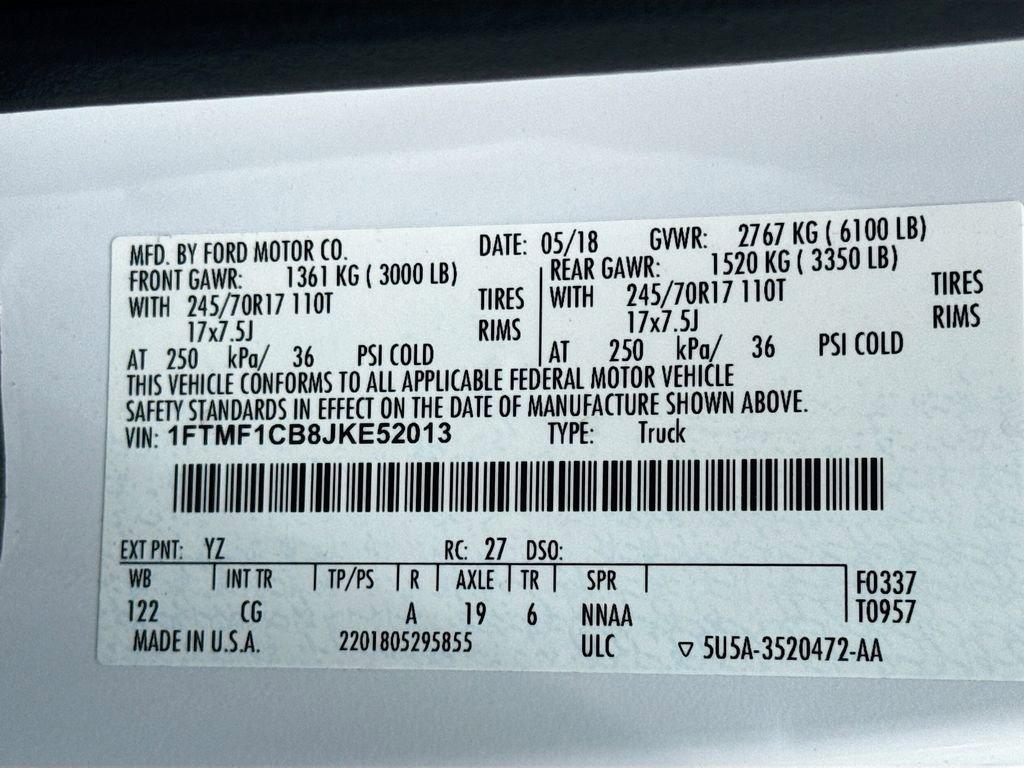 MFD. BY FORD MOTOR CO. DATE: 05/18 GVWR: 2767 KG ( 6100 LB)
FRONT GAWR: 1361 KG ( 3000 LB) REAR GAWR: 1520 KG ( 3350 LB)
WITH 245/70R17 110T TIRES WITH 245/70R17 110T TIRES
17x7.5J RIMS 17x7.5J RIMS
AT 250 kPa/ 36 PSI COLD AT 250 kPa/ 36 PSI COLD
THIS VEHICLE CONFORMS TO ALL APPLICABLE FEDERAL MOTOR VEHICLE
SAFETY STANDARDS IN EFFECT ON THE DATE OF MANUFACTURE SHOWN ABOVE.
VIN: 1FTMF1CB8JKE52013 TYPE: Truck
EXT PNT: YZ RC: 27 DSO:
WB INT TR TP/PS R AXLE TR SPR F0337
122 CG A 19 6 NNAA T0957
MADE IN U.S.A. 2201805295855 ULC ▽ 5U5A-3520472-AA